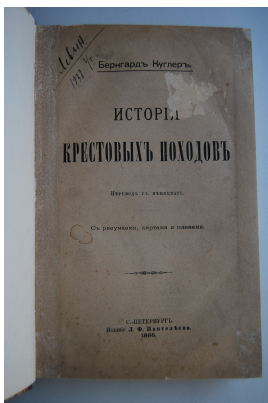 Бернгардъ Куглеръ.
ИСТОРІЯ
КРЕСТОВЫХЪ ПОХОДОВЪ
Переводъ съ нѣмецкаго.
Съ рисунками, картами и планами.
С.-ПЕТЕРБУРГЪ.
Изданіе Л. Ф. Пантелѣева.
1895.